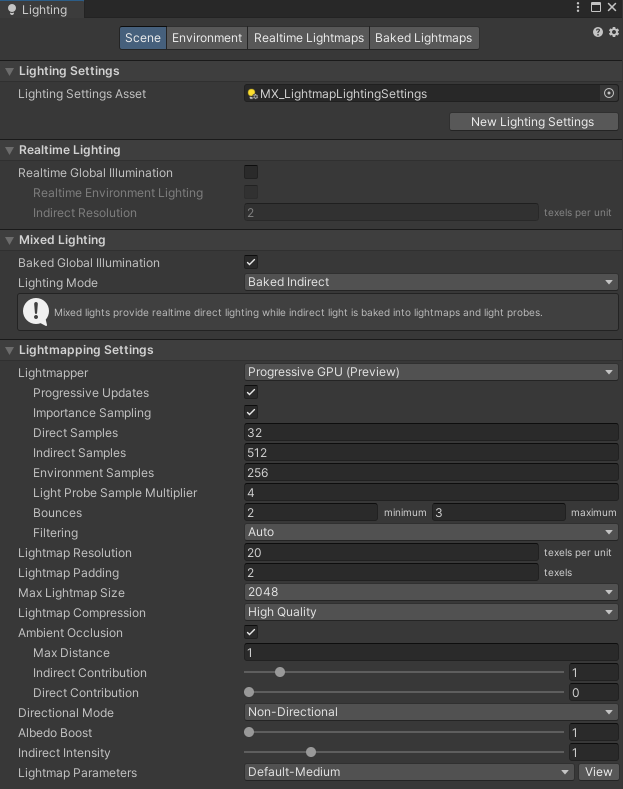 Lighting
Scene Environment Realtime Lightmaps Baked Lightmaps
Lighting Settings
Lighting Settings Asset MX_LightmapLightingSettings
New Lighting Settings
Realtime Lighting
Realtime Global Illumination
Realtime Environment Lighting
Indirect Resolution 2 texels per unit
Mixed Lighting
Baked Global Illumination
Lighting Mode Baked Indirect
Mixed lights provide realtime direct lighting while indirect light is baked into lightmaps and light probes.
Lightmapping Settings
Lightmapper Progressive GPU (Preview)
Progressive Updates
Importance Sampling
Direct Samples 32
Indirect Samples 512
Environment Samples 256
Light Probe Sample Multiplier 4
Bounces 2 minimum 3 maximum
Filtering Auto
Lightmap Resolution 20 texels per unit
Lightmap Padding 2 texels
Max Lightmap Size 2048
Lightmap Compression High Quality
Ambient Occlusion
Max Distance 1
Indirect Contribution 1
Direct Contribution 0
Directional Mode Non-Directional
Albedo Boost 1
Indirect Intensity 1
Lightmap Parameters Default-Medium View